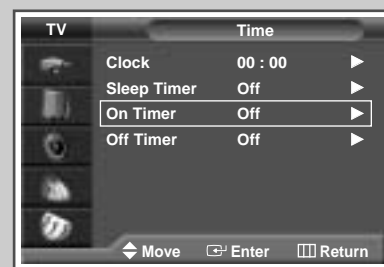 TV Time
Clock 00 : 00
Sleep Timer Off
On Timer Off
Off Timer Off
Move Enter Return